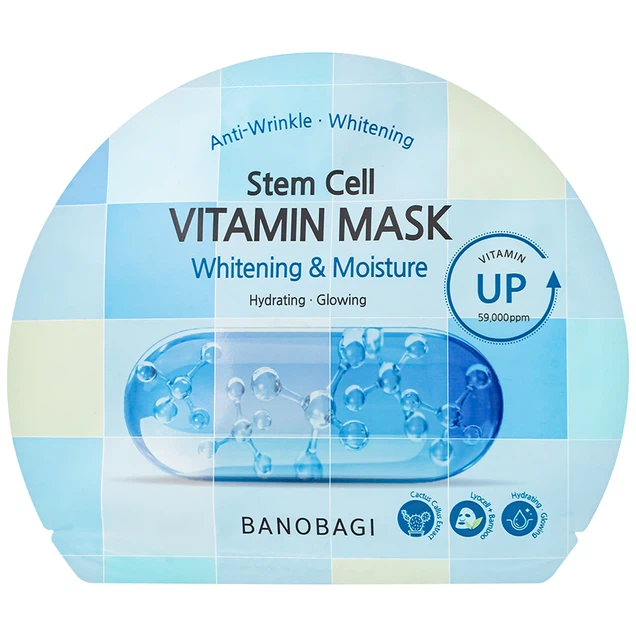 Anti-Wrinkle · Whitening
Stem Cell
VITAMIN MASK
Whitening & Moisture
Hydrating · Glowing
VITAMIN
UP
59,000ppm
Cactus Callus Extract
Lyocell + Bamboo
Hydrating · Glowing
BANOBAGI